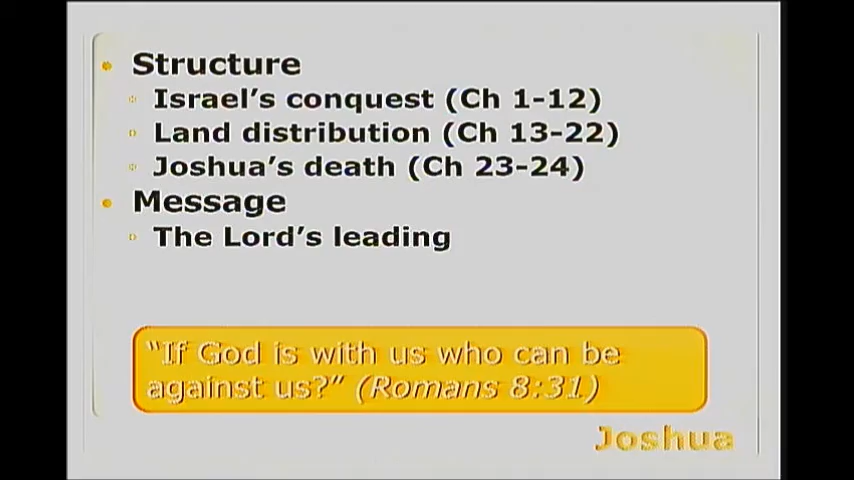 Structure
Israel's conquest (Ch 1-12)
Land distribution (Ch 13-22)
Joshua's death (Ch 23-24)
Message
The Lord's leading
“If God is with us who can be
against us?” (Romans 8:31)
Joshua